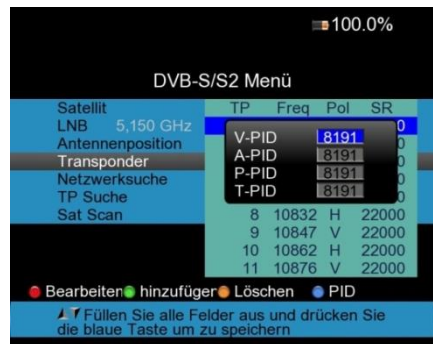 100.0%
DVB-S/S2 Menü
Satellit
LNB 5,150 GHz
Antennenposition
Transponder
Netzwerksuche
TP Suche
Sat Scan
TP Freq Pol SR
V-PID 8191
A-PID 8191
P-PID 8191
T-PID 8191
8 10832 H 22000
9 10847 V 22000
10 10862 H 22000
11 10876 V 22000
Bearbeiten hinzufüger Löschen PID
Füllen Sie alle Felder aus und drücken Sie
die blaue Taste um zu speichern